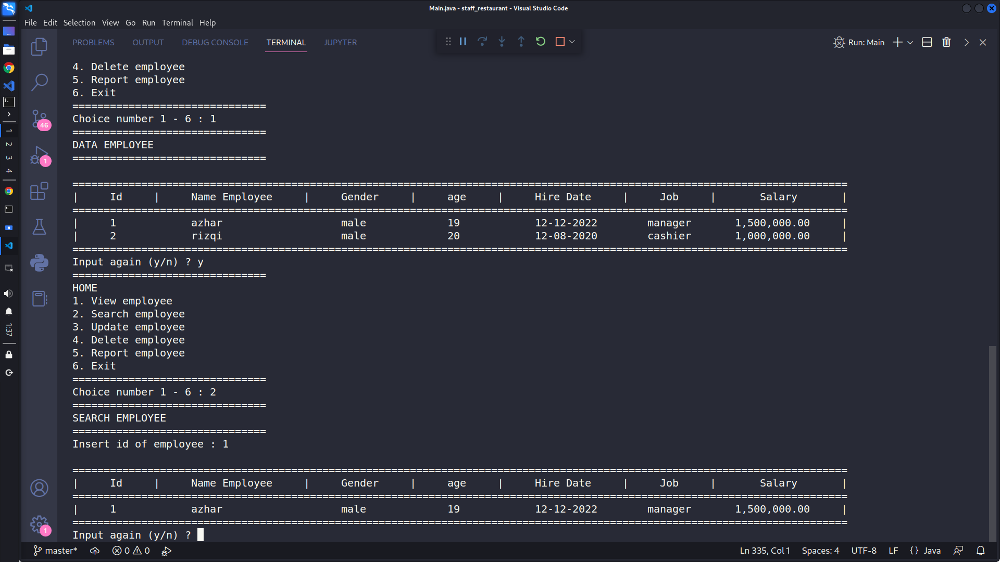 Main.java - staff_restaurant - Visual Studio Code
File Edit Selection View Go Run Terminal Help
PROBLEMS OUTPUT DEBUG CONSOLE TERMINAL JUPYTER Run: Main
4. Delete employee
5. Report employee
6. Exit
===============================
Choice number 1 - 6 : 1
===============================
DATA EMPLOYEE
===============================
============================================================================================================================
| Id | Name Employee | Gender | age | Hire Date | Job | Salary |
============================================================================================================================
| 1 azhar male 19 12-12-2022 manager 1,500,000.00 |
| 2 rizqi male 20 12-08-2020 cashier 1,000,000.00 |
============================================================================================================================
Input again (y/n) ? y
===============================
HOME
1. View employee
2. Search employee
3. Update employee
4. Delete employee
5. Report employee
6. Exit
===============================
Choice number 1 - 6 : 2
===============================
SEARCH EMPLOYEE
===============================
Insert id of employee : 1
============================================================================================================================
| Id | Name Employee | Gender | age | Hire Date | Job | Salary |
============================================================================================================================
| 1 azhar male 19 12-12-2022 manager 1,500,000.00 |
============================================================================================================================
Input again (y/n) ?
46
1
1
1
2
3
4
1:37
master* 0 0 Ln 335, Col 1 Spaces: 4 UTF-8 LF {} Java